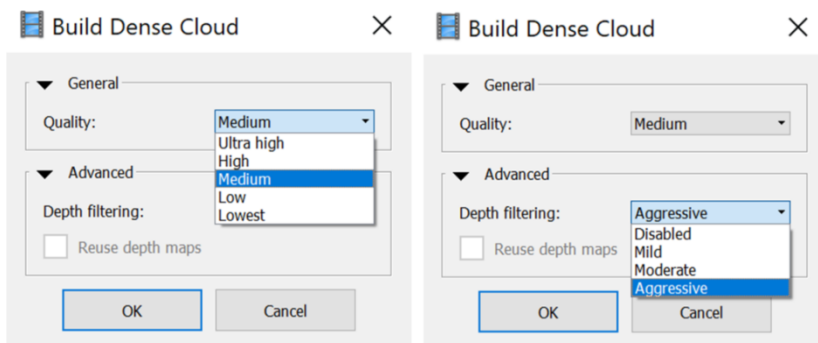 Build Dense Cloud
General
Quality: Medium
Ultra high
High
Medium
Low
Lowest
Advanced
Depth filtering:
Reuse depth maps
OK Cancel
Build Dense Cloud
General
Quality: Medium
Advanced
Depth filtering: Aggressive
Disabled
Mild
Moderate
Aggressive
Reuse depth maps
OK Cancel